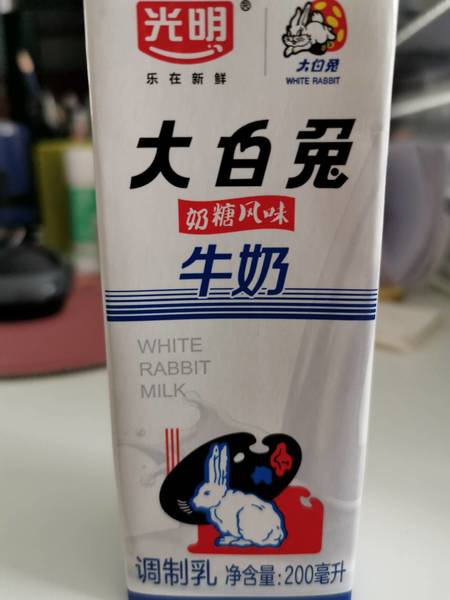 光明®
乐在新鲜
大白兔
WHITE RABBIT
大白兔
奶糖风味
牛奶
WHITE
RABBIT
MILK
调制乳 净含量:200毫升